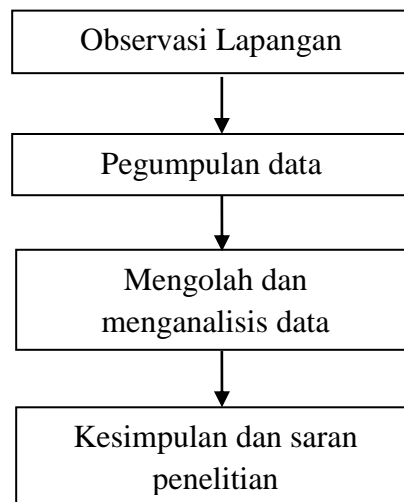 Observasi Lapangan
Pegumpulan data
Mengolah dan
menganalisis data
Kesimpulan dan saran
penelitian